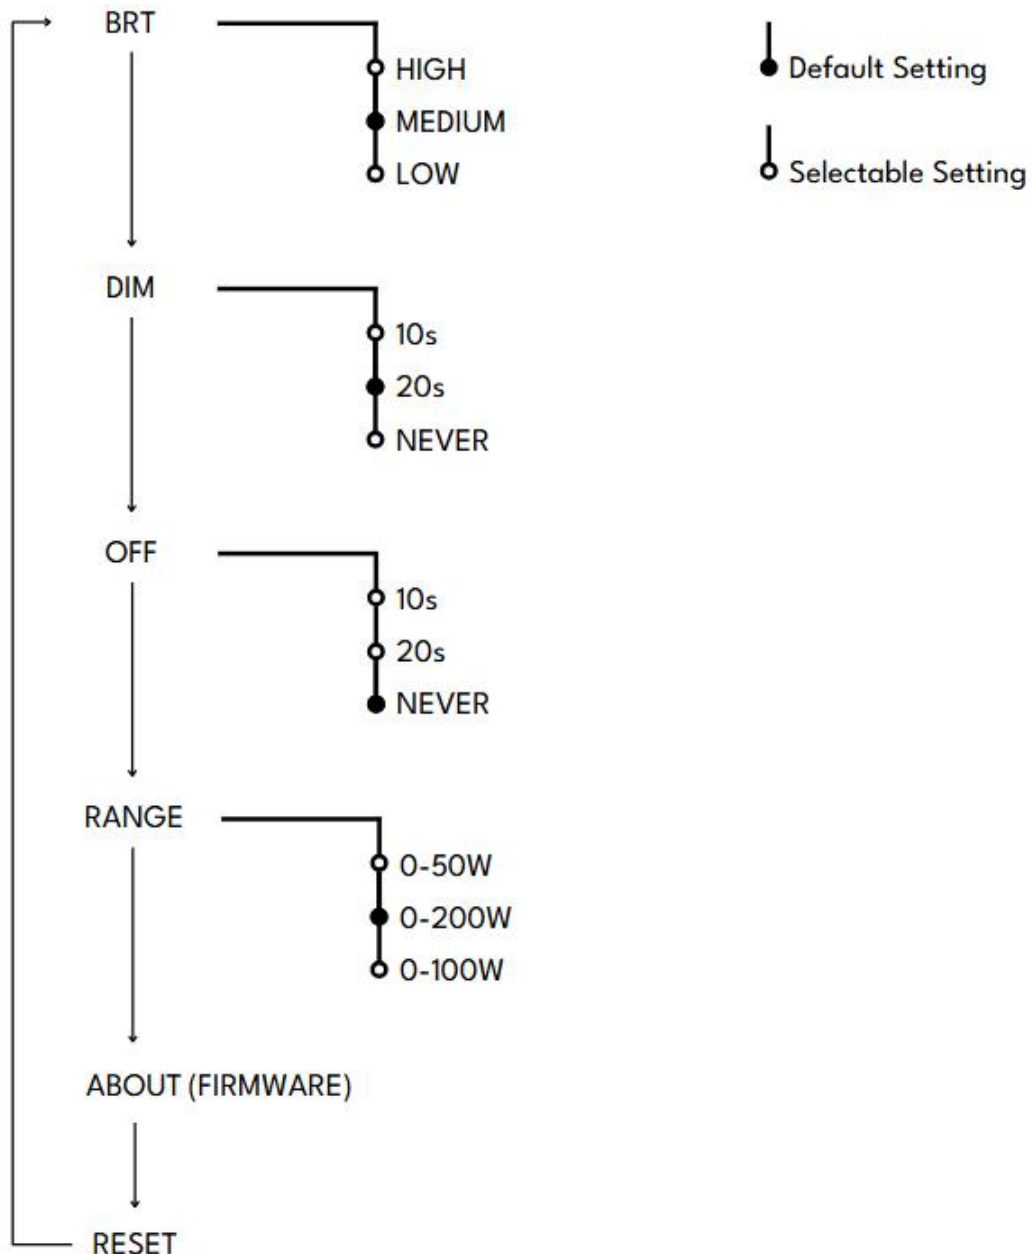 BRT
HIGH
MEDIUM
LOW
Default Setting
Selectable Setting
DIM
10s
20s
NEVER
OFF
10s
20s
NEVER
RANGE
0-50W
0-200W
0-100W
ABOUT (FIRMWARE)
RESET